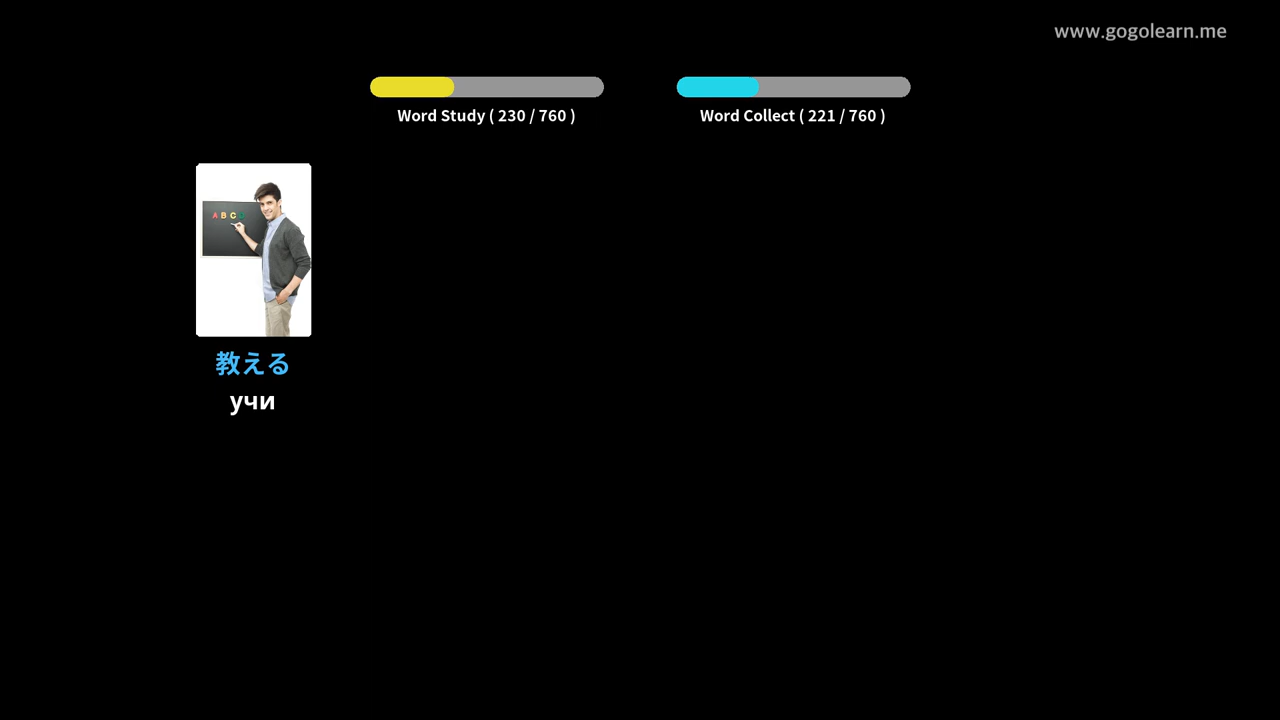 www.gogolearn.me
Word Study ( 230 / 760 )
Word Collect ( 221 / 760 )
A B C D
教える
учи